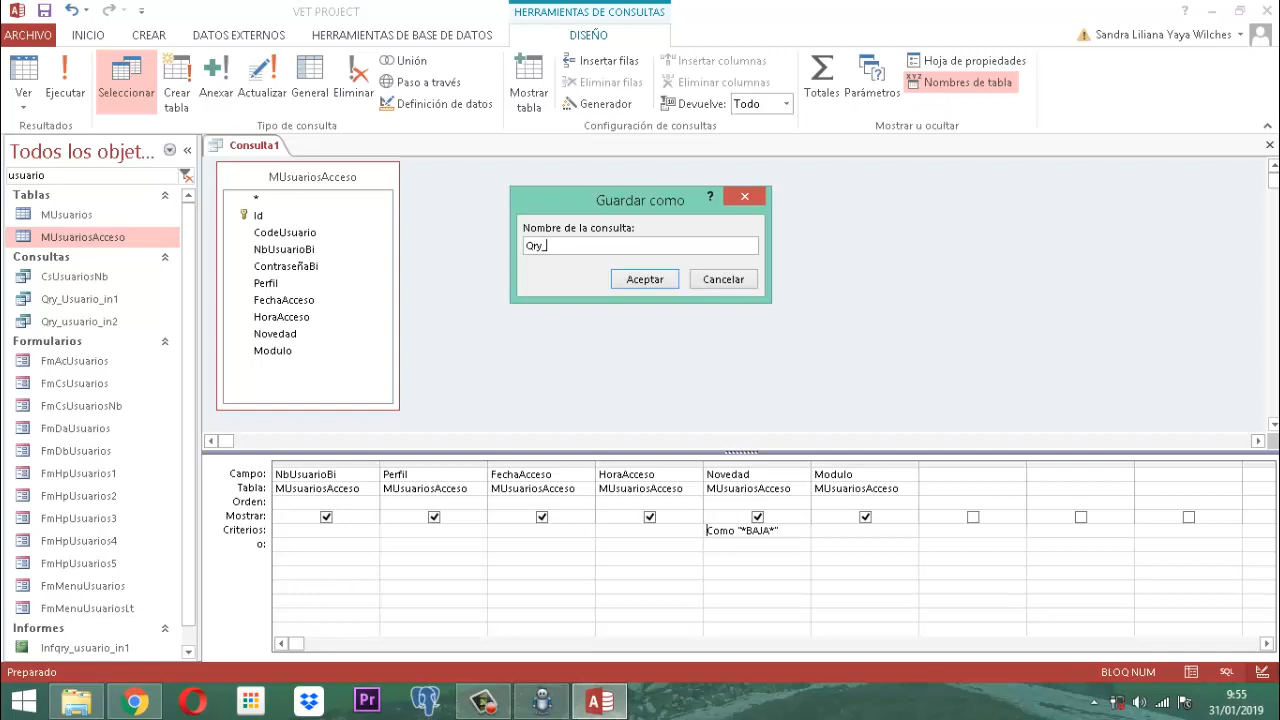 VET PROJECT
HERRAMIENTAS DE CONSULTAS
?
ARCHIVO INICIO CREAR DATOS EXTERNOS HERRAMIENTAS DE BASE DE DATOS DISEÑO
Sandra Liliana Yaya Wilches
Ver
Ejecutar
Resultados
Seleccionar
Crear tabla
Anexar
Actualizar
General
Eliminar
Unión
Paso a través
Definición de datos
Tipo de consulta
Mostrar tabla
Insertar filas
Eliminar filas
Generador
Insertar columnas
Eliminar columnas
Devuelve: Todo
Configuración de consultas
Totales
Parámetros
Hoja de propiedades
Nombres de tabla
Mostrar u ocultar
Todos los objet...
usuario
Tablas
MUsuarios
MUsuariosAcceso
Consultas
CsUsuariosNb
Qry_Usuario_in1
Qry_usuario_in2
Formularios
FmAcUsuarios
FmCsUsuarios
FmCsUsuariosNb
FmDaUsuarios
FmDbUsuarios
FmHpUsuarios1
FmHpUsuarios2
FmHpUsuarios3
FmHpUsuarios4
FmHpUsuarios5
FmMenuUsuarios
FmMenuUsuariosLt
Informes
Infqry_usuario_in1
Consulta1
MUsuariosAcceso
*
Id
CodeUsuario
NbUsuarioBi
ContraseñaBi
Perfil
FechaAcceso
HoraAcceso
Novedad
Modulo
Guardar como
?
Nombre de la consulta:
Qry_
Aceptar Cancelar
Campo: NbUsuarioBi Perfil FechaAcceso HoraAcceso Novedad Modulo
Tabla: MUsuariosAcceso MUsuariosAcceso MUsuariosAcceso MUsuariosAcceso MUsuariosAcceso MUsuariosAcceso
Orden:
Mostrar:
Criterios: Como "*BAJA*"
o:
Preparado
BLOQ NUM
SQL
Pr
9:55
31/01/2019